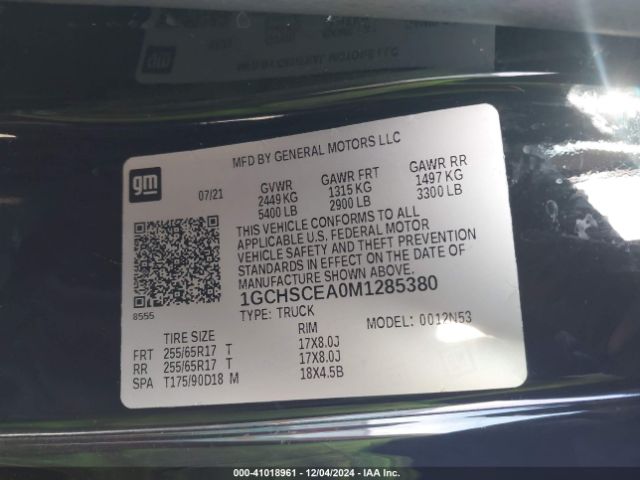 MFD BY GENERAL MOTORS LLC
gm
07/21
GVWR GAWR FRT GAWR RR
2449 KG 1315 KG 1497 KG
5400 LB 2900 LB 3300 LB
THIS VEHICLE CONFORMS TO ALL
APPLICABLE U.S. FEDERAL MOTOR
VEHICLE SAFETY AND THEFT PREVENTION
STANDARDS IN EFFECT ON THE DATE OF
MANUFACTURE SHOWN ABOVE.
1GCHSCEA0M1285380
8555
TYPE: TRUCK MODEL: 0012N53
TIRE SIZE RIM
FRT 255/65R17 T 17X8.0J
RR 255/65R17 T 17X8.0J
SPA T175/90D18 M 18X4.5B
000-41018961 - 12/04/2024 - IAA Inc.